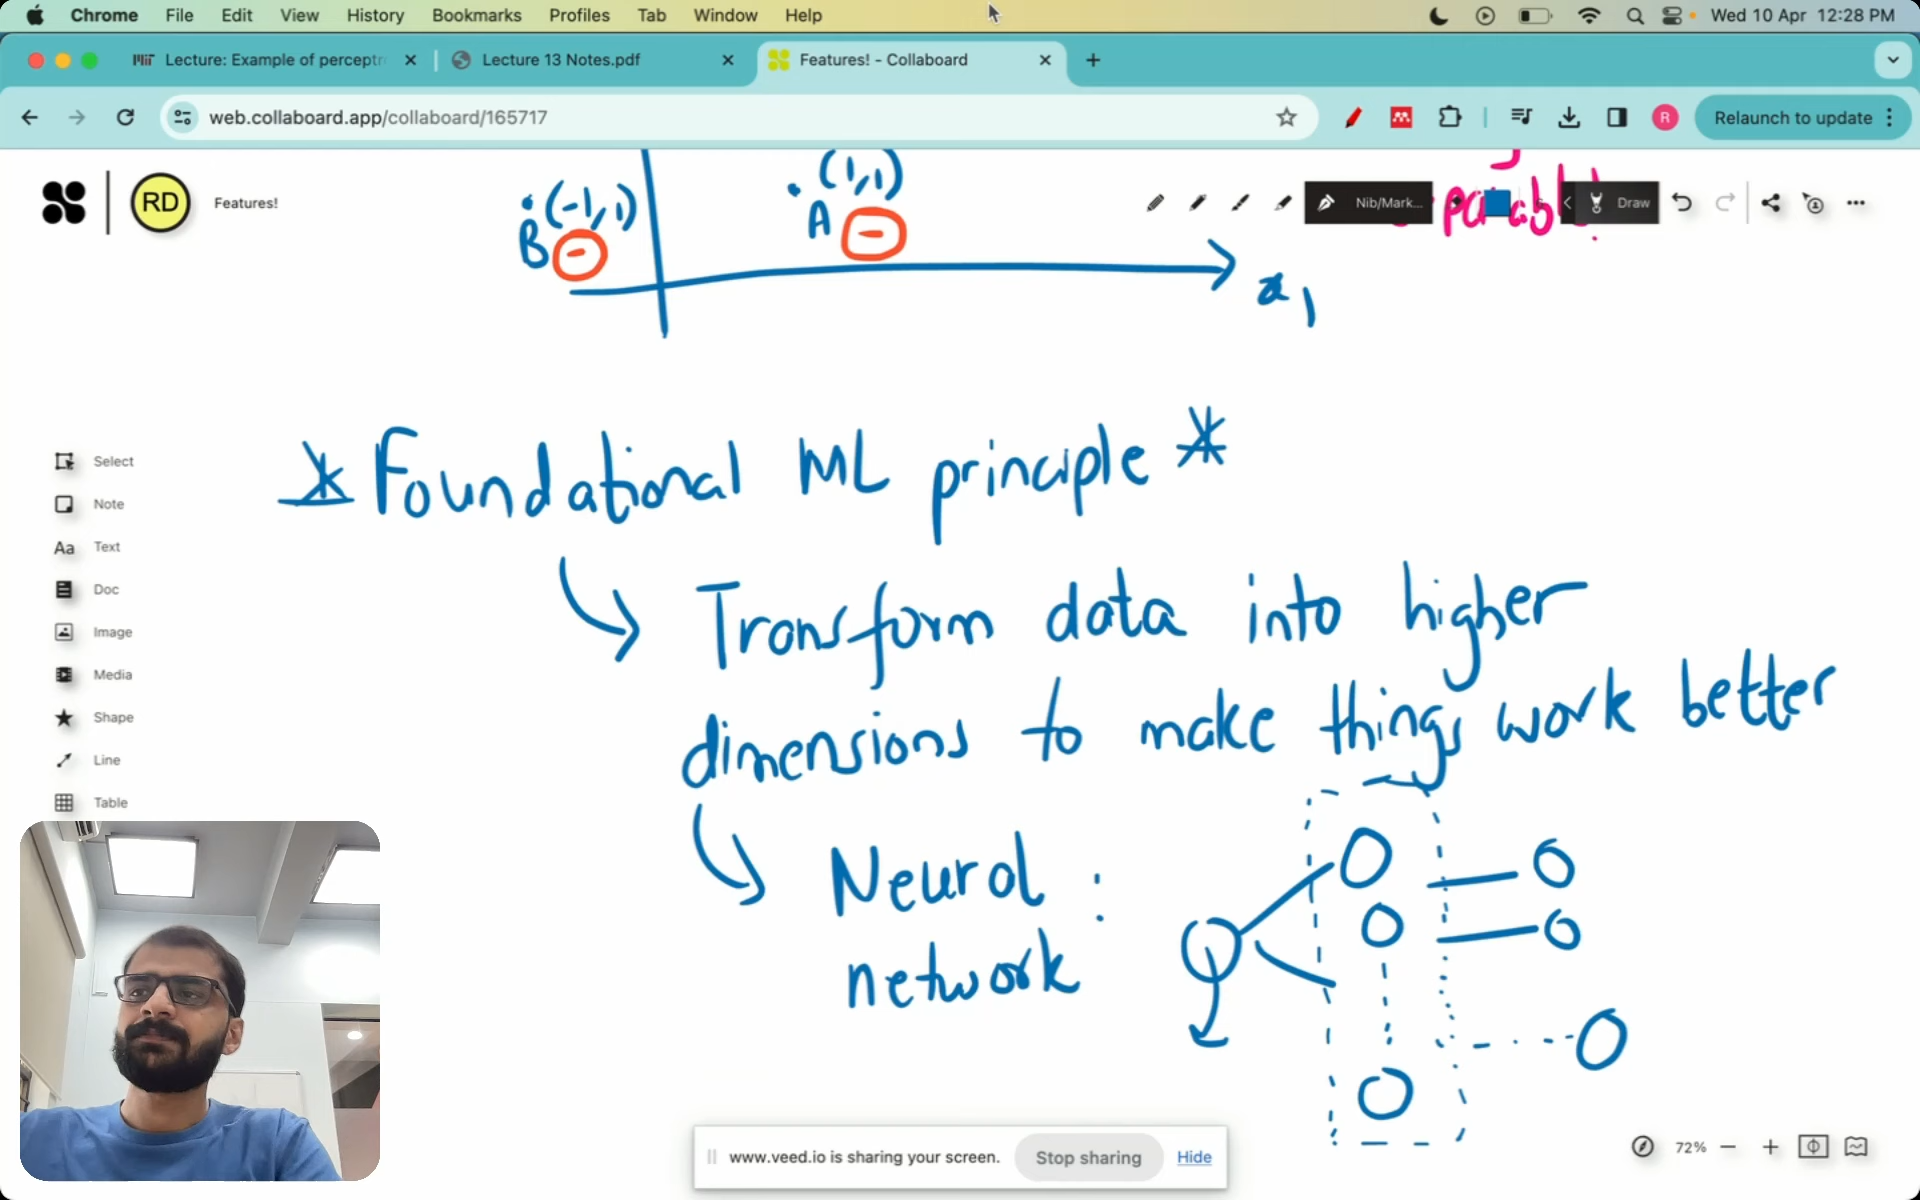 Chrome File Edit View History Bookmarks Profiles Tab Window Help Wed 10 Apr 12:28 PM
MIT Lecture: Example of perceptr Lecture 13 Notes.pdf Features! - Collaboard
web.collaboard.app/collaboard/165717 R Relaunch to update
RD Features! Nib/Mark... Draw
(-1,1) (1,1)
B - A -
x1
Select
Note
Aa Text
Doc
Image
Media
Shape
Line
Table
* Foundational ML principle *
Transform data into higher
dimensions to make things work better
Neural :
network
www.veed.io is sharing your screen. Stop sharing Hide
72%